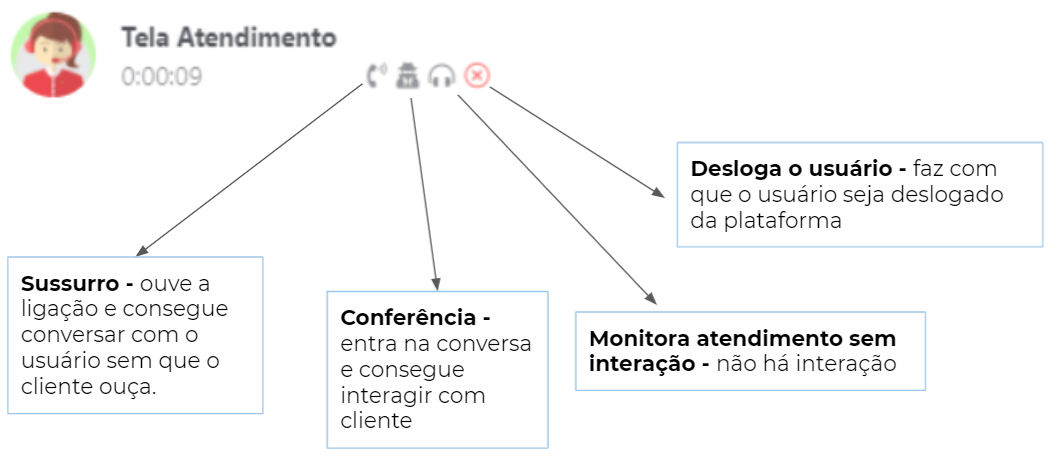 Tela Atendimento
0:00:09
Desloga o usuário - faz com
que o usuário seja deslogado
da plataforma
Sussurro - ouve a
ligação e consegue
conversar com o
usuário sem que o
cliente ouça.
Conferência -
entra na conversa
e consegue
interagir com
cliente
Monitora atendimento sem
interação - não há interação